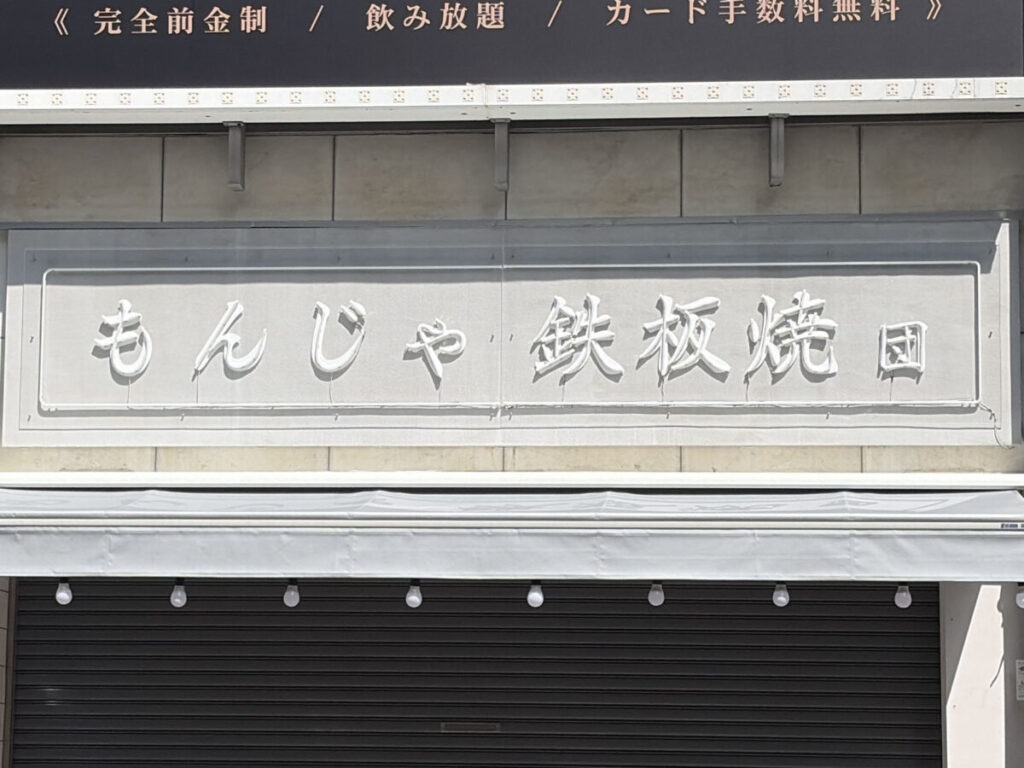 《 完全前金制 / 飲み放題 / カード手数料無料 》
もんじゃ 鉄板焼 団